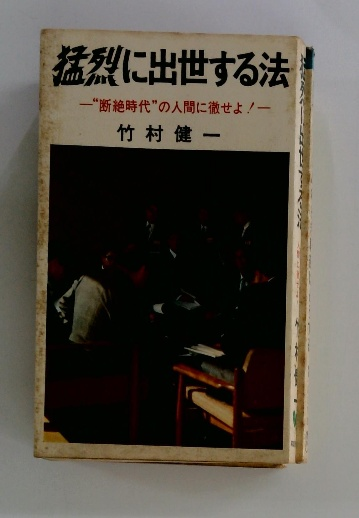 猛烈に出世する法
―“断絶時代”の人間に徹せよ！―
竹村健一